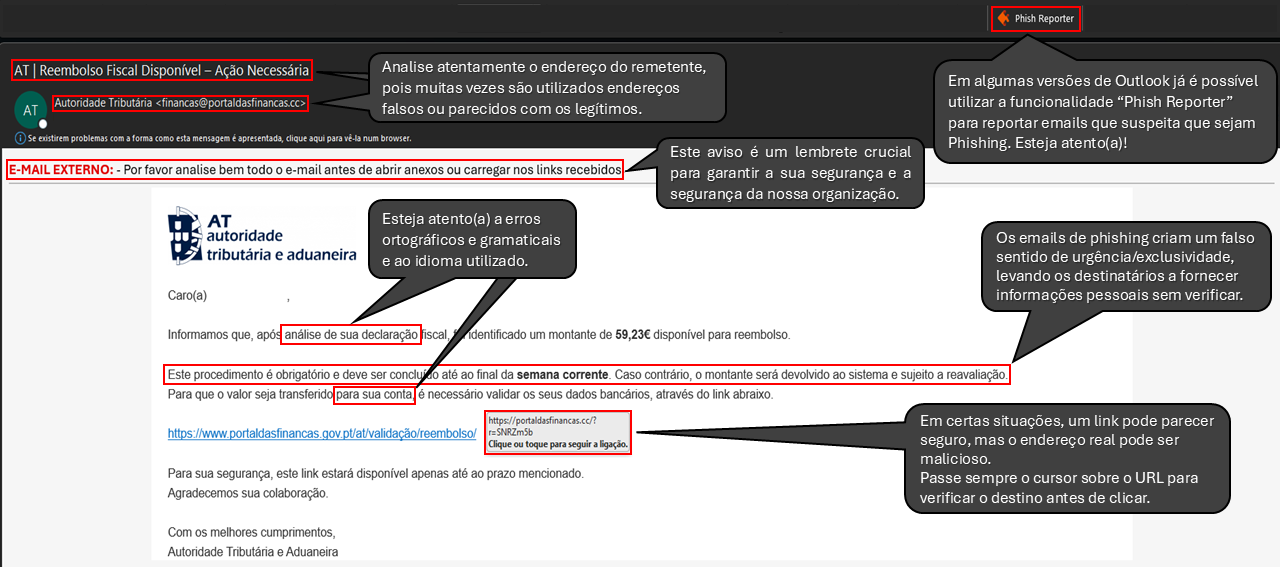 Phish Reporter
AT | Reembolso Fiscal Disponível – Ação Necessária
AT
Autoridade Tributária <financas@portaldasfinancas.cc>
Se existirem problemas com a forma como esta mensagem é apresentada, clique aqui para vê-la num browser.
Analise atentamente o endereço do remetente,
pois muitas vezes são utilizados endereços
falsos ou parecidos com os legítimos.
Em algumas versões de Outlook já é possível
utilizar a funcionalidade “Phish Reporter”
para reportar emails que suspeita que sejam
Phishing. Esteja atento(a)!
E-MAIL EXTERNO: - Por favor analise bem todo o e-mail antes de abrir anexos ou carregar nos links recebidos
Este aviso é um lembrete crucial
para garantir a sua segurança e a
segurança da nossa organização.
AT
autoridade
tributária e aduaneira
Esteja atento(a) a erros
ortográficos e gramaticais
e ao idioma utilizado.
Os emails de phishing criam um falso
sentido de urgência/exclusividade,
levando os destinatários a fornecer
informações pessoais sem verificar.
Caro(a) ,
Informamos que, após análise de sua declaração fiscal, foi identificado um montante de 59,23€ disponível para reembolso.
Este procedimento é obrigatório e deve ser concluído até ao final da semana corrente. Caso contrário, o montante será devolvido ao sistema e sujeito a reavaliação.
Para que o valor seja transferido para sua conta, é necessário validar os seus dados bancários, através do link abraixo.
https://www.portaldasfinancas.gov.pt/at/validação/reembolso/
https://portaldasfinancas.cc/?
r=SNRZm5b
Clique ou toque para seguir a ligação.
Em certas situações, um link pode parecer
seguro, mas o endereço real pode ser
malicioso.
Passe sempre o cursor sobre o URL para
verificar o destino antes de clicar.
Para sua segurança, este link estará disponível apenas até ao prazo mencionado.
Agradecemos sua colaboração.
Com os melhores cumprimentos,
Autoridade Tributária e Aduaneira